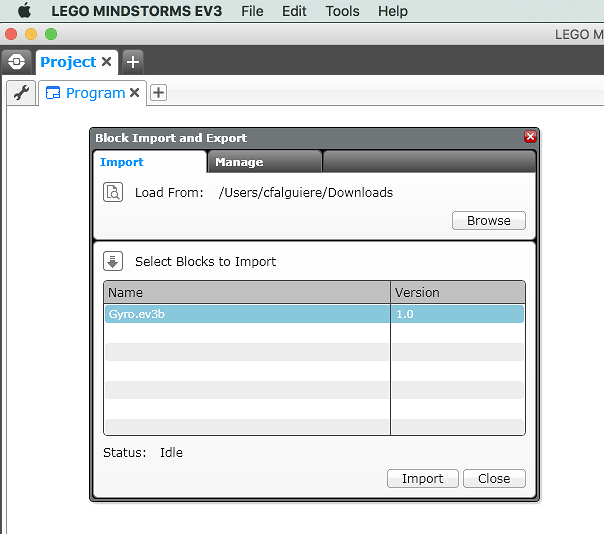 LEGO MINDSTORMS EV3 File Edit Tools Help
LEGO M
Project
Program
Block Import and Export
Import Manage
Load From: /Users/cfalguiere/Downloads
Browse
Select Blocks to Import
Name Version
Gyro.ev3b 1.0
Status: Idle
Import Close